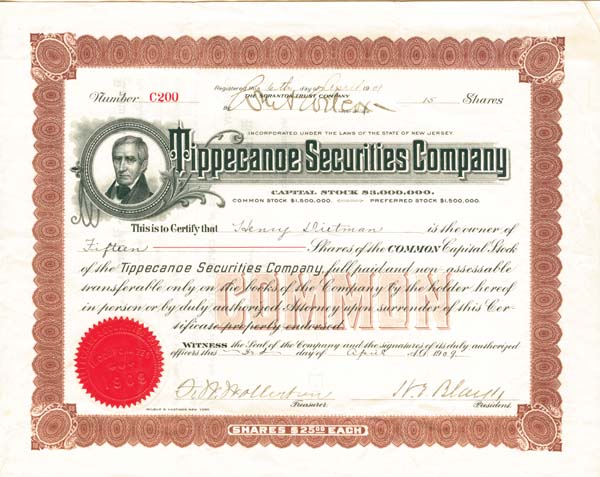 Registered this 6th day of April 1909
Number C200 THE SCRANTON TRUST COMPANY 15 Shares
By
INCORPORATED UNDER THE LAWS OF THE STATE OF NEW JERSEY.
Tippecanoe Securities Company
CAPITAL STOCK $3,000,000.
COMMON STOCK $1,500,000. PREFERRED STOCK $1,500,000.
This is to Certify that Henry Dietman is the owner of
Fifteen Shares of the COMMON Capital Stock
of the Tippecanoe Securities Company, full paid and non-assessable
transferable only on the books of the Company by the holder hereof
in person or by duly authorized Attorney upon surrender of this Cer-
tificate properly endorsed.
COMMON
WITNESS the Seal of the Company and the signatures of its duly authorized
officers this day of April A.D. 1909
INCORPORATED
1908
Treasurer. President.
SHARES $25.00 EACH